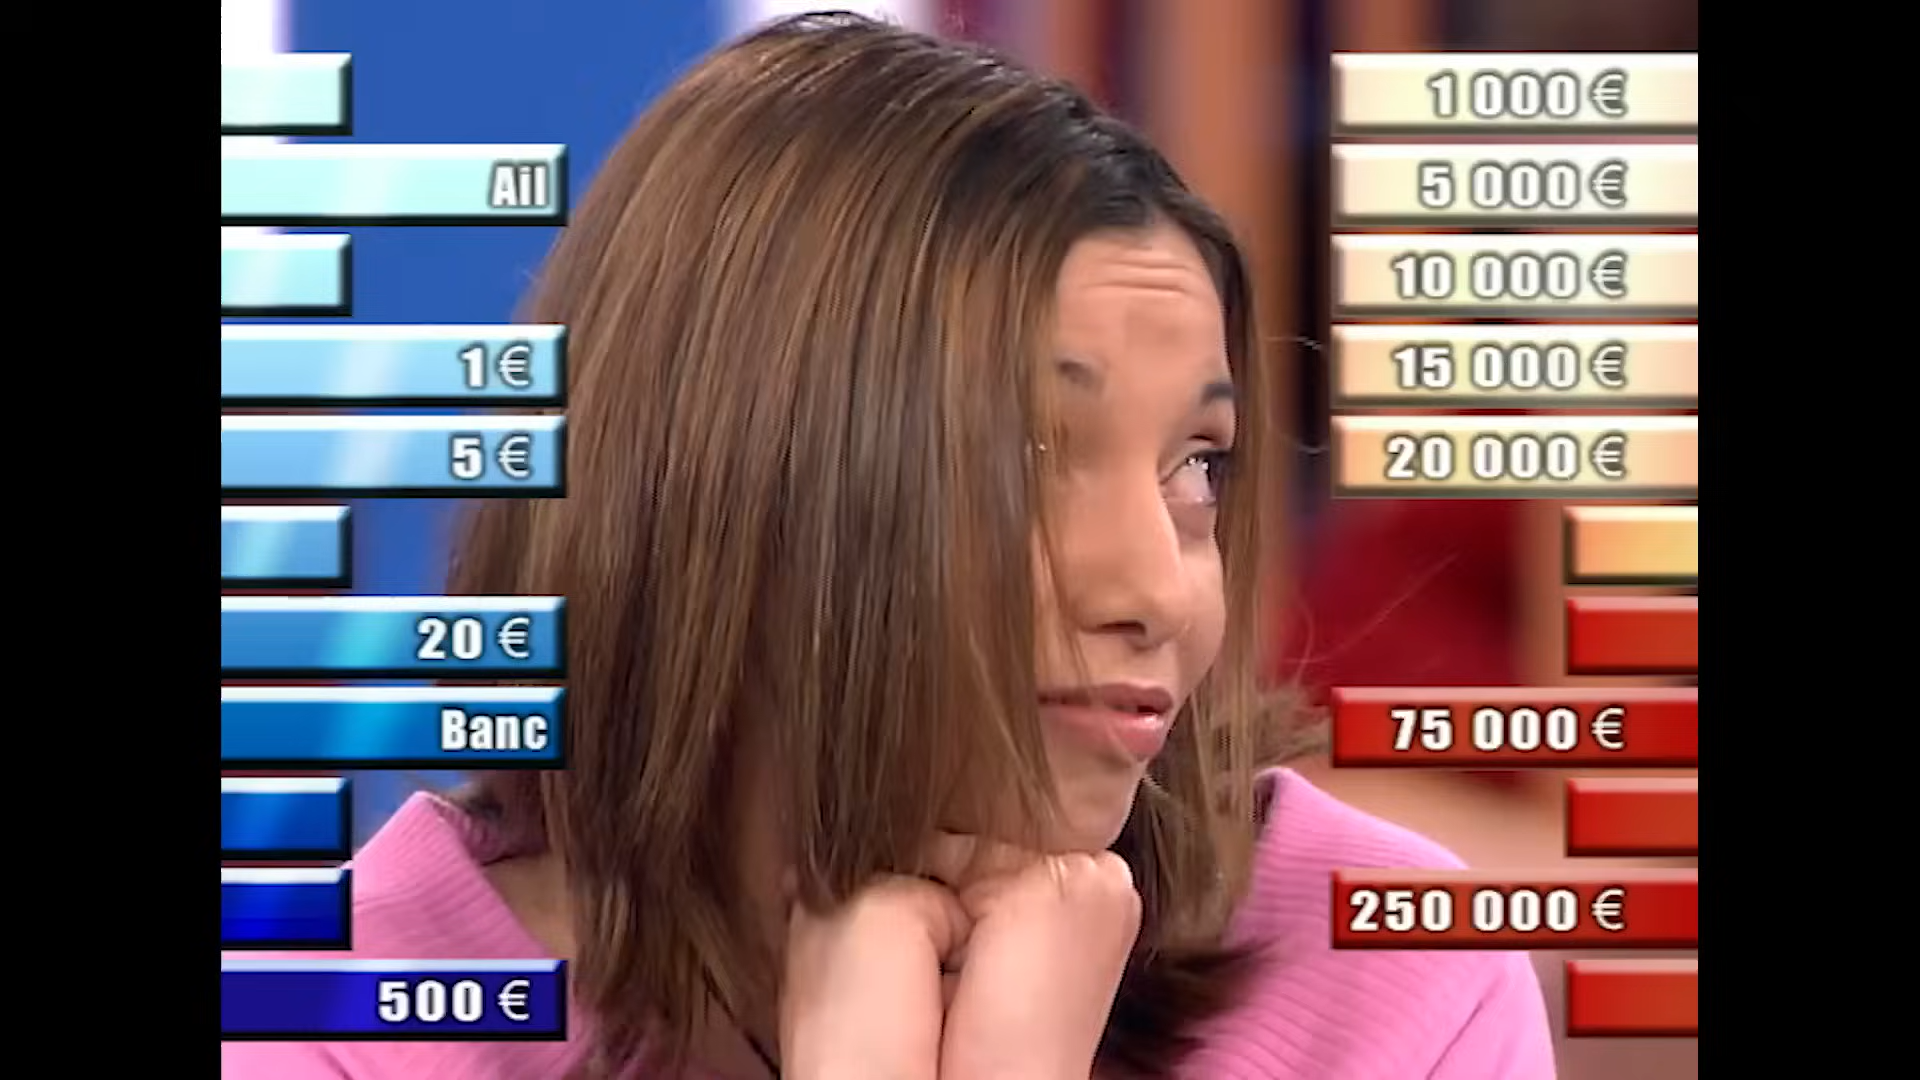 Ail
1 €
5 €
20 €
Banc
500 €
1 000 €
5 000 €
10 000 €
15 000 €
20 000 €
75 000 €
250 000 €